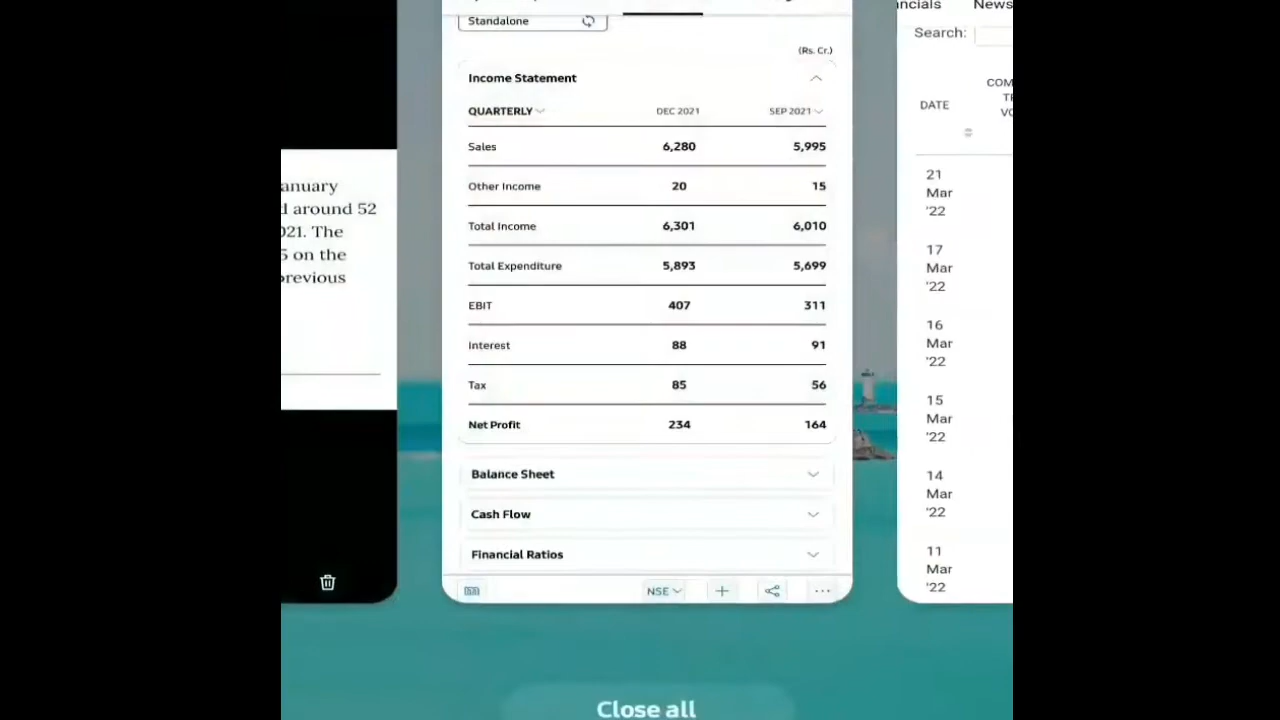 anuary
d around 52
021. The
5 on the
previous
Standalone
(Rs. Cr.)
Income Statement
QUARTERLY DEC 2021 SEP 2021
Sales 6,280 5,995
Other Income 20 15
Total Income 6,301 6,010
Total Expenditure 5,893 5,699
EBIT 407 311
Interest 88 91
Tax 85 56
Net Profit 234 164
Balance Sheet
Cash Flow
Financial Ratios
NSE
ncials News
Search:
DATE
COM
TR
VO
21
Mar
'22
17
Mar
'22
16
Mar
'22
15
Mar
'22
14
Mar
'22
11
Mar
'22
Close all